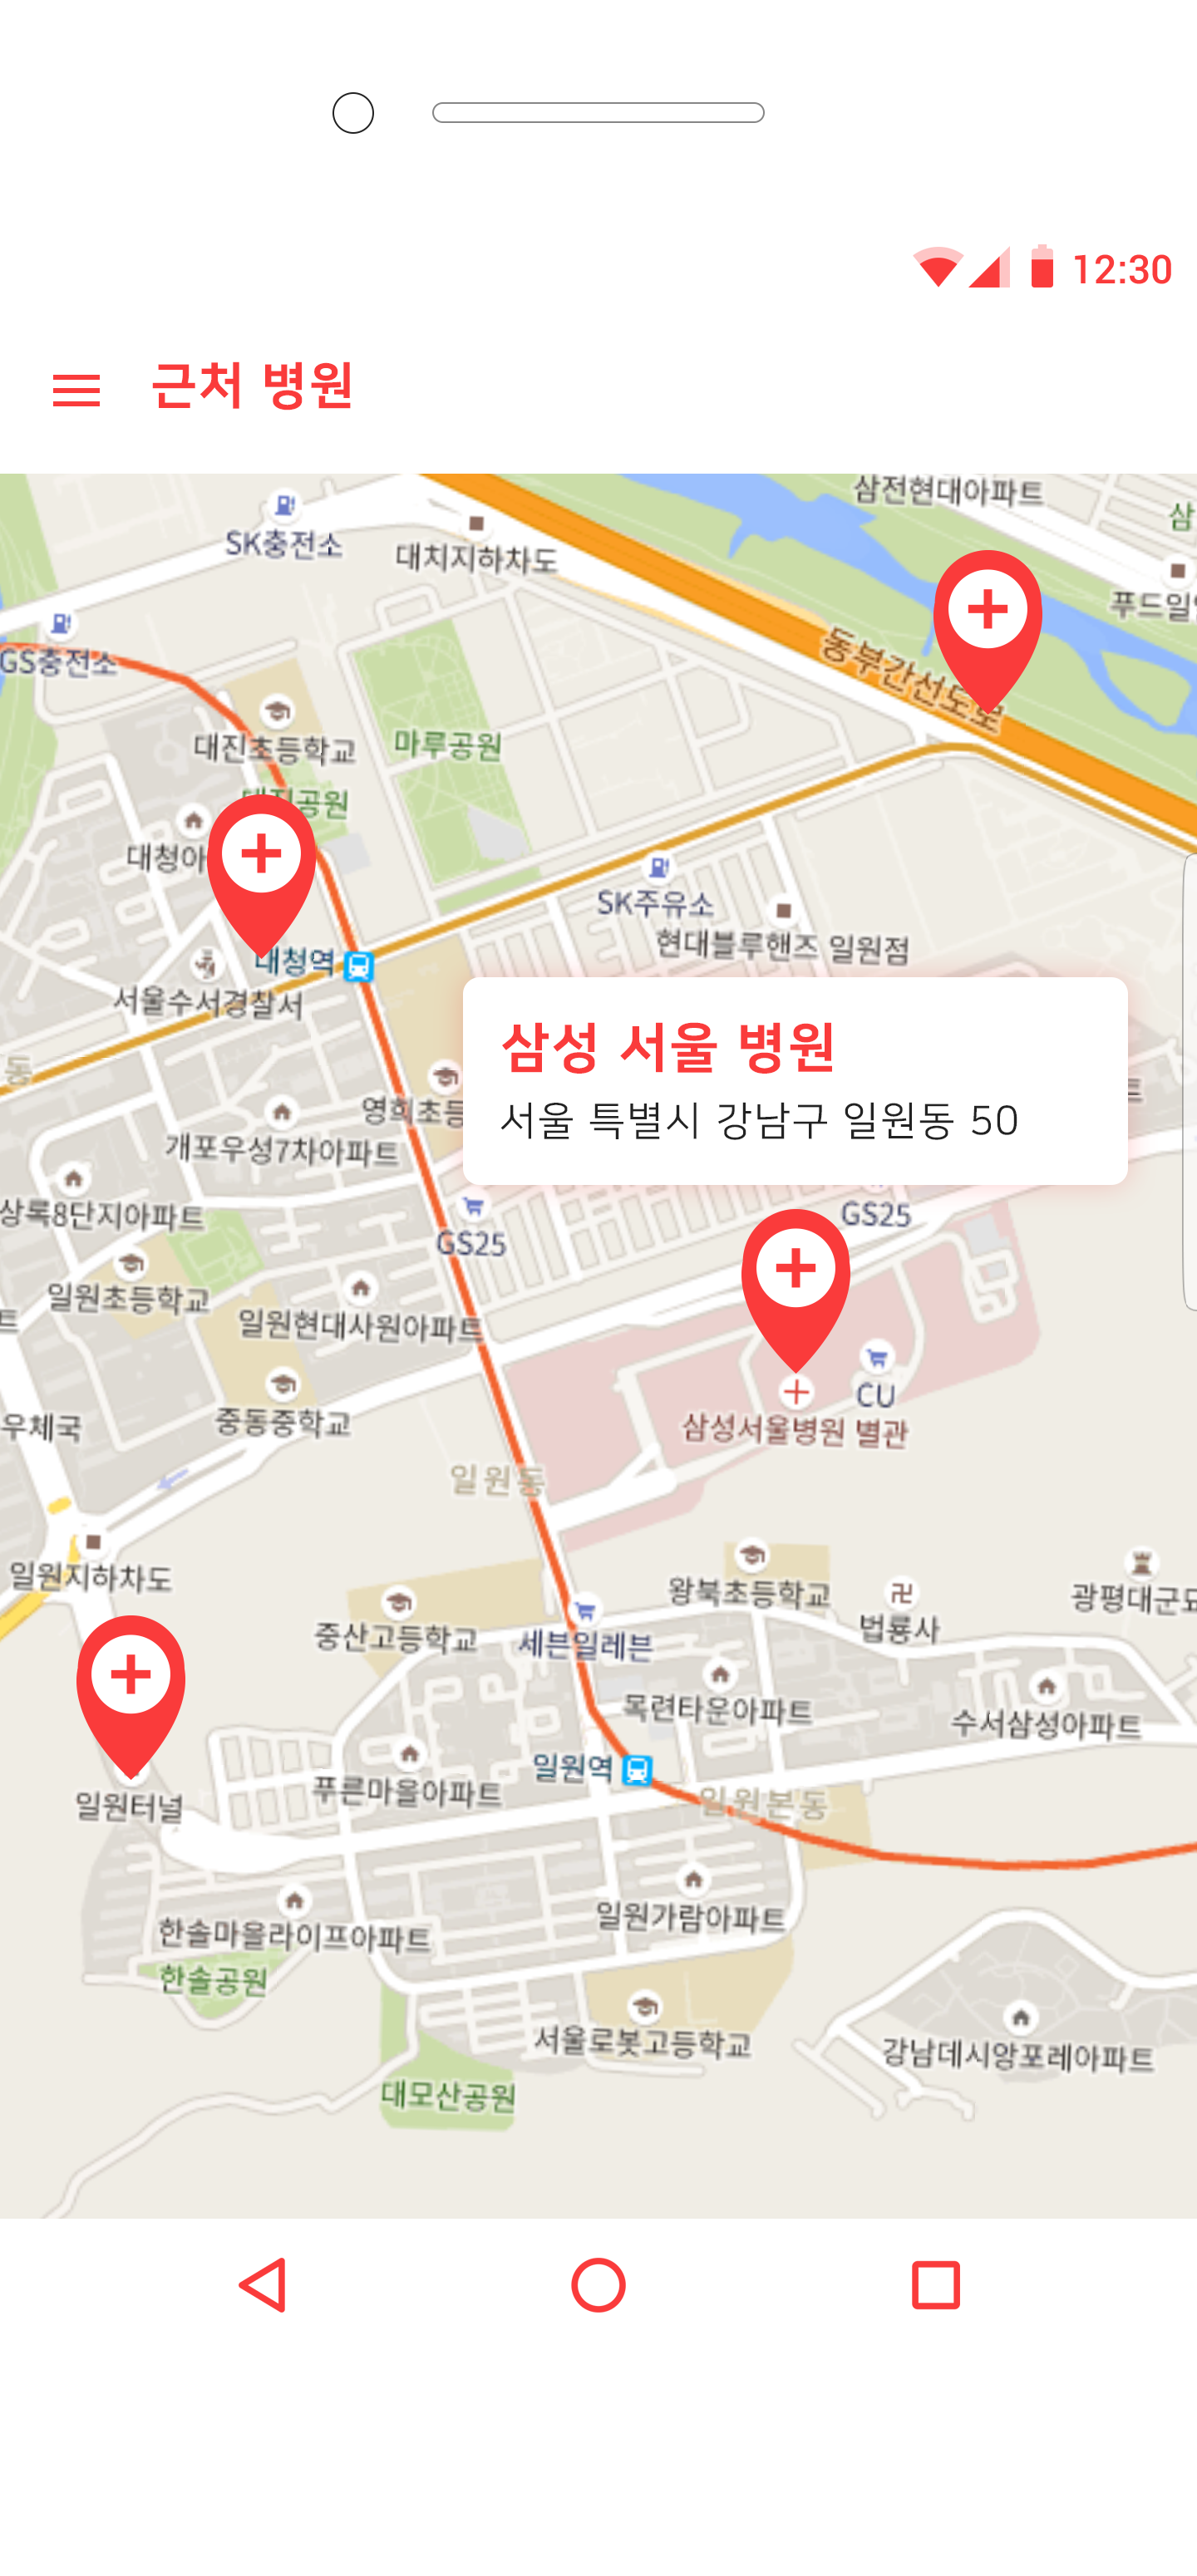 12:30
근처 병원
삼전현대아파트
삼
SK충전소
대치지하차도
푸드일
GS충전소
동부간선도로
대진초등학교
마루공원
대진공원
대청아
SK주유소
현대블루핸즈 일원점
대청역
서울수서경찰서
동
삼성 서울 병원
서울 특별시 강남구 일원동 50
영희초등
트
개포우성7차아파트
상록8단지아파트
GS25
GS25
일원초등학교
트
일원현대사원아파트
CU
중동중학교
우체국
삼성서울병원 별관
일원동
일원지하차도
왕북초등학교
광평대군묘
중산고등학교
세븐일레븐
법룡사
목련타운아파트
수서삼성아파트
일원역
푸른마을아파트
일원터널
일원본동
한솔마을라이프아파트
일원가람아파트
한솔공원
서울로봇고등학교
강남데시앙포레아파트
대모산공원